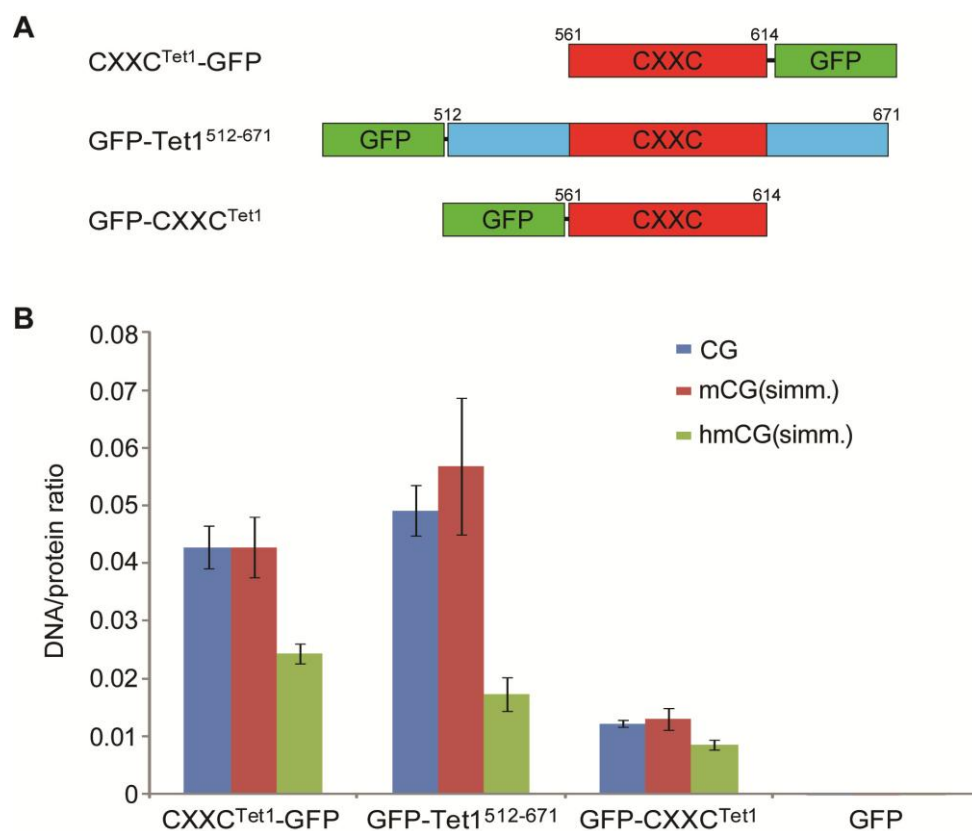 A
CXXCTet1-GFP
561
614
CXXC
GFP
GFP-Tet1512-671
512
671
GFP
CXXC
GFP-CXXCTet1
561
614
GFP
CXXC
B
DNA/protein ratio
0.08
0.07
0.06
0.05
0.04
0.03
0.02
0.01
0
CG
mCG(simm.)
hmCG(simm.)
CXXCTet1-GFP
GFP-Tet1512-671
GFP-CXXCTet1
GFP